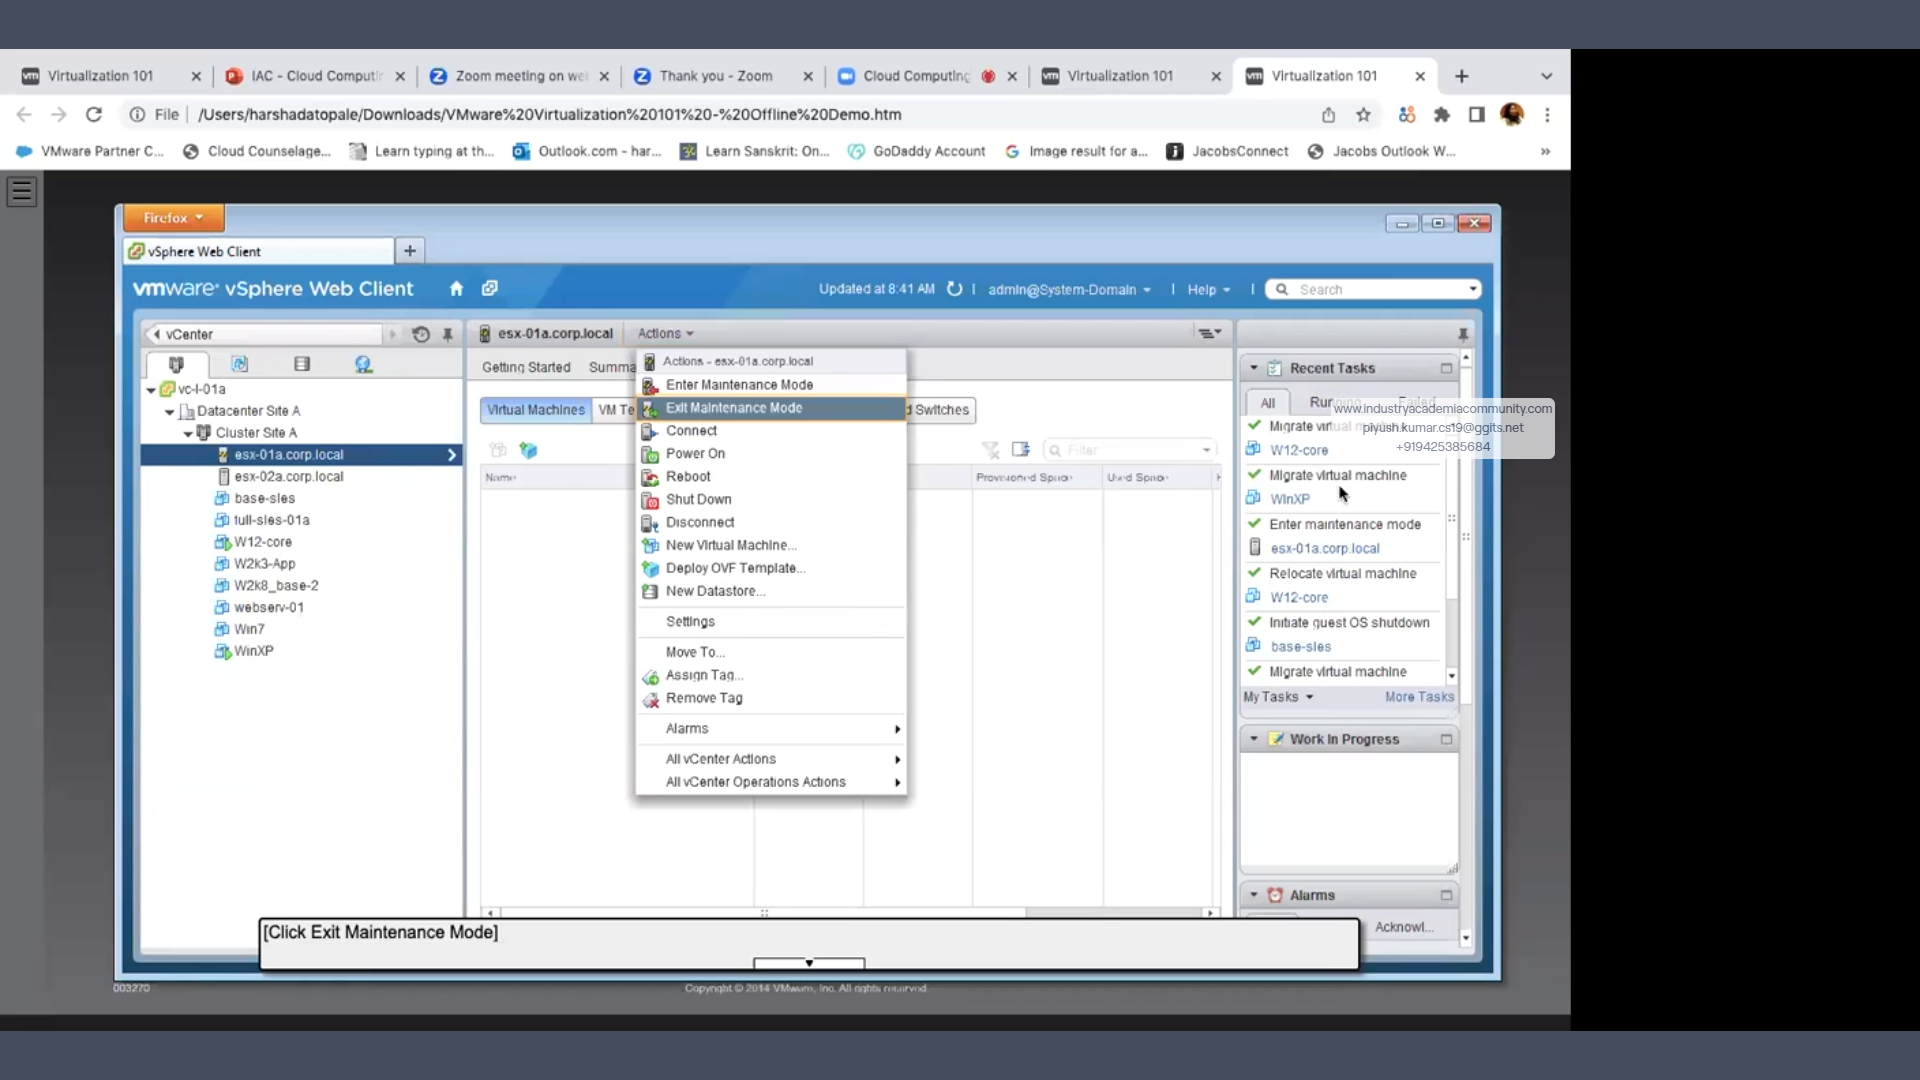 Virtualization 101
IAC - Cloud Computin
Zoom meeting on we
Thank you - Zoom
Cloud Computing
Virtualization 101
Virtualization 101
File
/Users/harshadatopale/Downloads/VMware%20Virtualization%20101%20-%20Offline%20Demo.htm
VMware Partner C...
Cloud Counselage...
Learn typing at th...
Outlook.com - har...
Learn Sanskrit: On...
GoDaddy Account
Image result for a...
JacobsConnect
Jacobs Outlook W...
Firefox
vSphere Web Client
vmware vSphere Web Client
Updated at 8:41 AM
admin@System-Domain
Help
Search
vCenter
vc-l-01a
Datacenter Site A
Cluster Site A
esx-01a.corp.local
esx-02a.corp.local
base-sles
full-sles-01a
W12-core
W2k3-App
W2k8_base-2
webserv-01
Win7
WinXP
esx-01a.corp.local
Actions
Getting Started
Summa
Virtual Machines
VM Te
d Switches
Filter
Name
Provisioned Space
Used Space
Actions - esx-01a.corp.local
Enter Maintenance Mode
Exit Maintenance Mode
Connect
Power On
Reboot
Shut Down
Disconnect
New Virtual Machine...
Deploy OVF Template...
New Datastore...
Settings
Move To...
Assign Tag...
Remove Tag
Alarms
All vCenter Actions
All vCenter Operations Actions
Recent Tasks
All
Running
Failed
www.industryacademiacommunity.com
piyush.kumar.cs19@ggits.net
+919425385684
Migrate virtual machine
W12-core
Migrate virtual machine
WinXP
Enter maintenance mode
esx-01a.corp.local
Relocate virtual machine
W12-core
Initiate guest OS shutdown
base-sles
Migrate virtual machine
My Tasks
More Tasks
Work In Progress
Alarms
Acknowl...
[Click Exit Maintenance Mode]
003270
Copyright © 2014 VMware, Inc. All rights reserved.